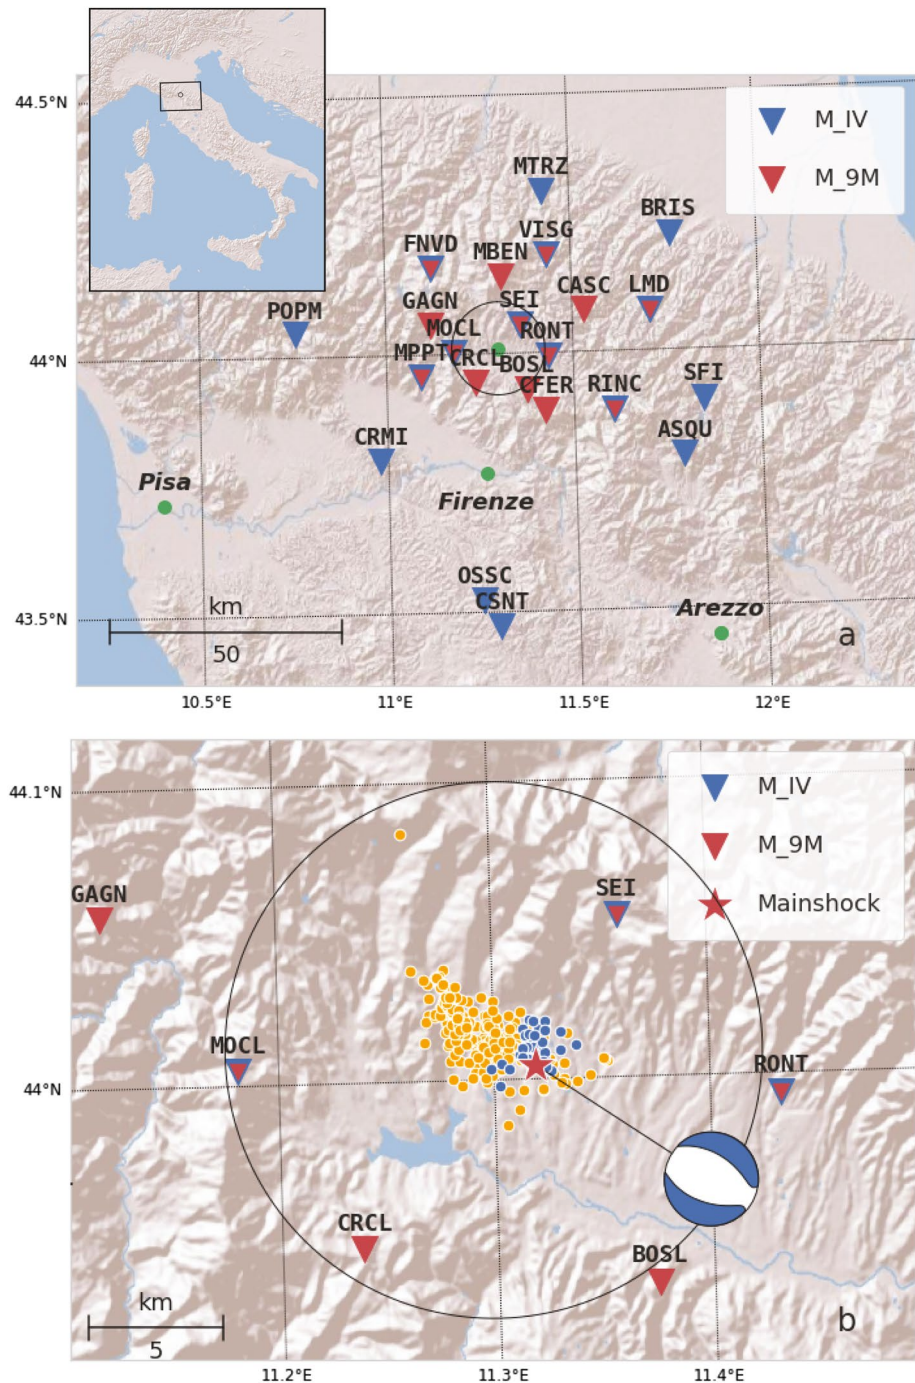 44.5°N
M_IV
M_9M
MTRZ
BRIS
VISG
FNVD
MBEN
CASC
LMD
GAGN
SEI
POPM
MOCL
RONT
44°N
MPPT
CRCL
BOSL
SFI
CFER
RINC
CRMI
ASQU
Pisa
Firenze
OSSC
CSNT
km
50
Arezzo
43.5°N
a
10.5°E
11°E
11.5°E
12°E
44.1°N
M_IV
M_9M
Mainshock
GAGN
SEI
MOCL
RONT
44°N
CRCL
BOSL
km
5
b
11.2°E
11.3°E
11.4°E